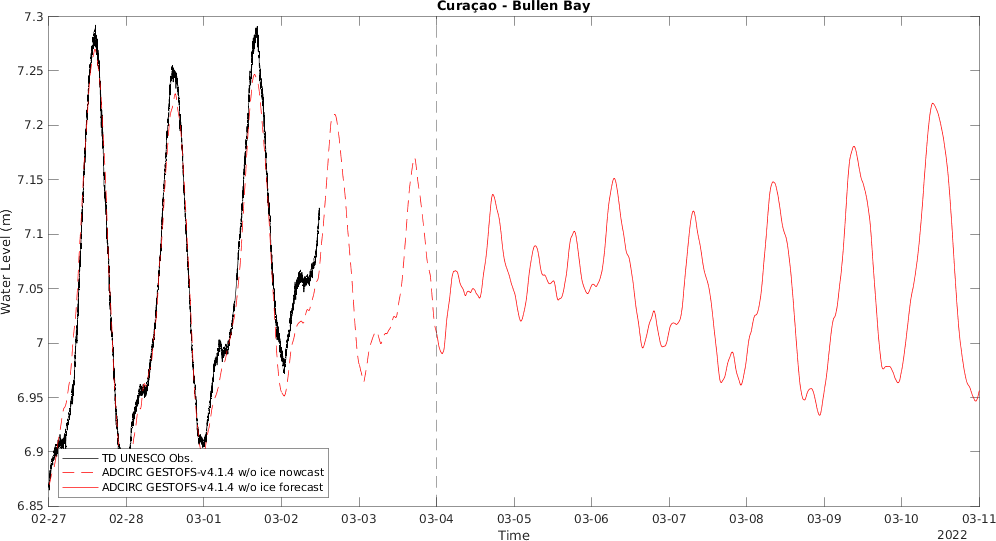 Curaçao - Bullen Bay
7.3
7.25
7.2
7.15
7.1
7.05
7
6.95
6.9
6.85
Water Level (m)
TD UNESCO Obs.
ADCIRC GESTOFS-v4.1.4 w/o ice nowcast
ADCIRC GESTOFS-v4.1.4 w/o ice forecast
02-27 02-28 03-01 03-02 03-03 03-04 03-05 03-06 03-07 03-08 03-09 03-10 03-11
Time
2022